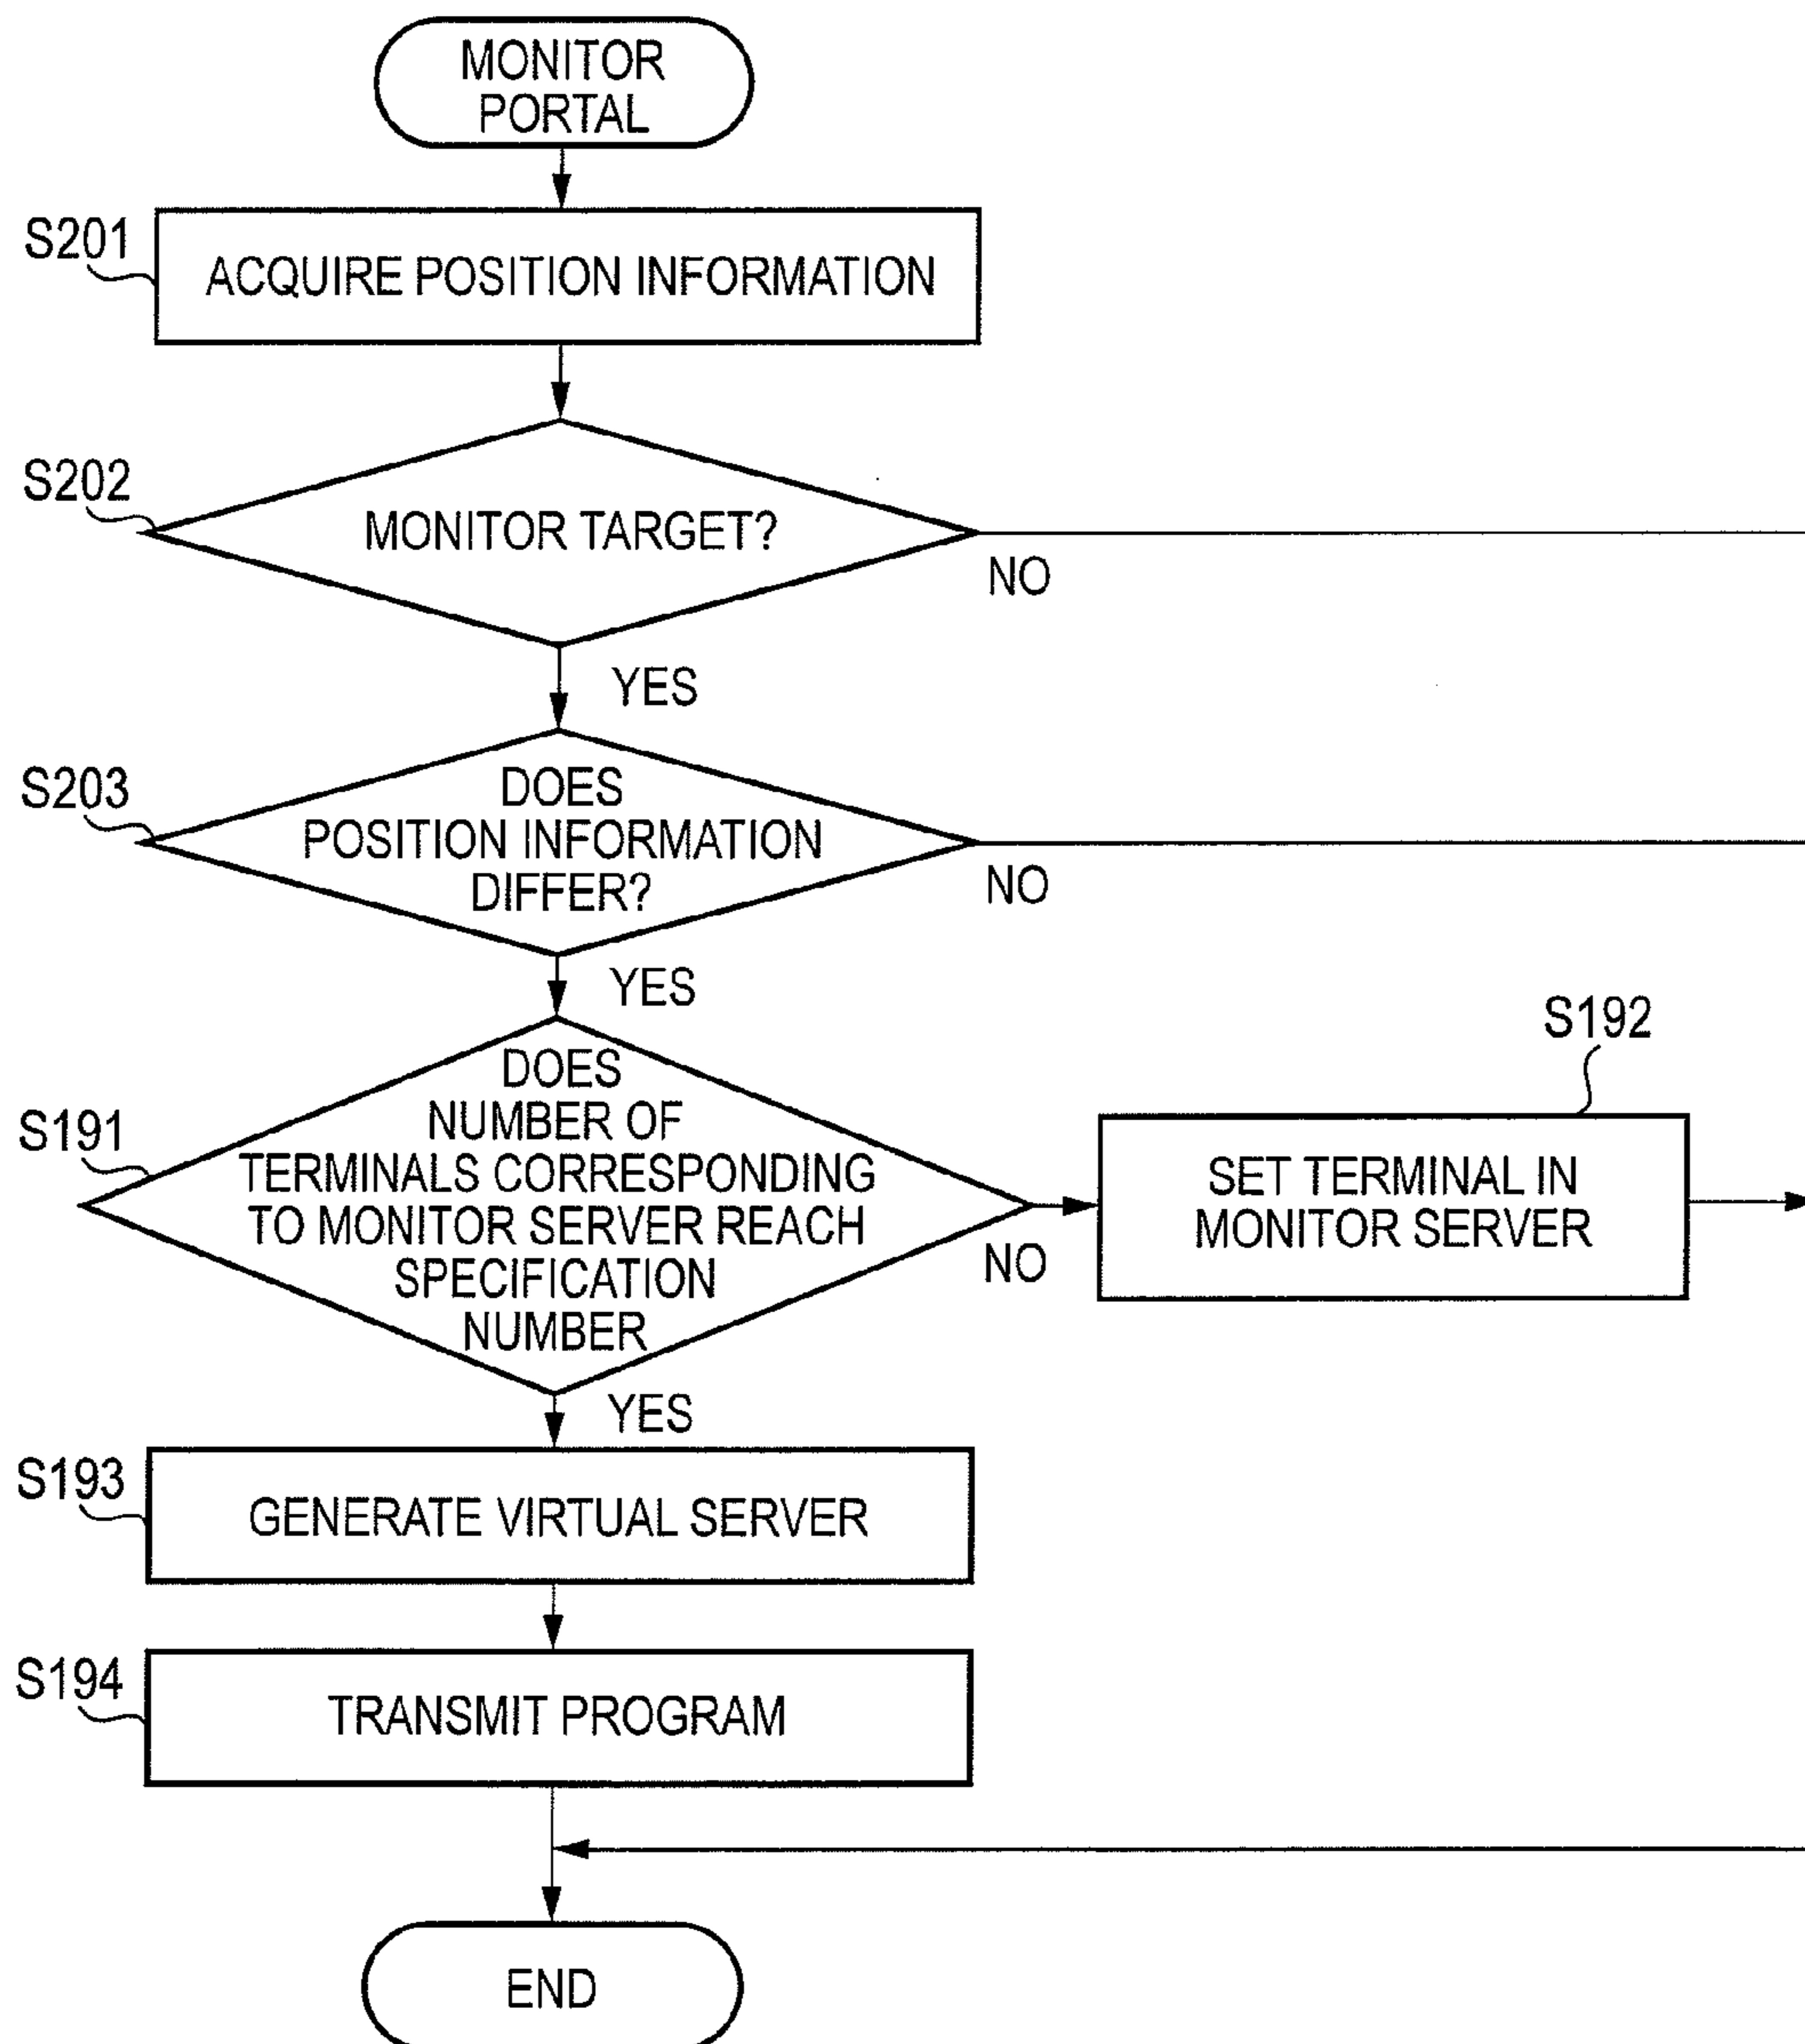 MONITOR
PORTAL
S201
ACQUIRE POSITION INFORMATION
S202
MONITOR TARGET?
NO
YES
S203
DOES
POSITION INFORMATION
DIFFER?
NO
YES
S191
DOES
NUMBER OF
TERMINALS CORRESPONDING
TO MONITOR SERVER REACH
SPECIFICATION
NUMBER
NO
S192
SET TERMINAL IN
MONITOR SERVER
YES
S193
GENERATE VIRTUAL SERVER
S194
TRANSMIT PROGRAM
END